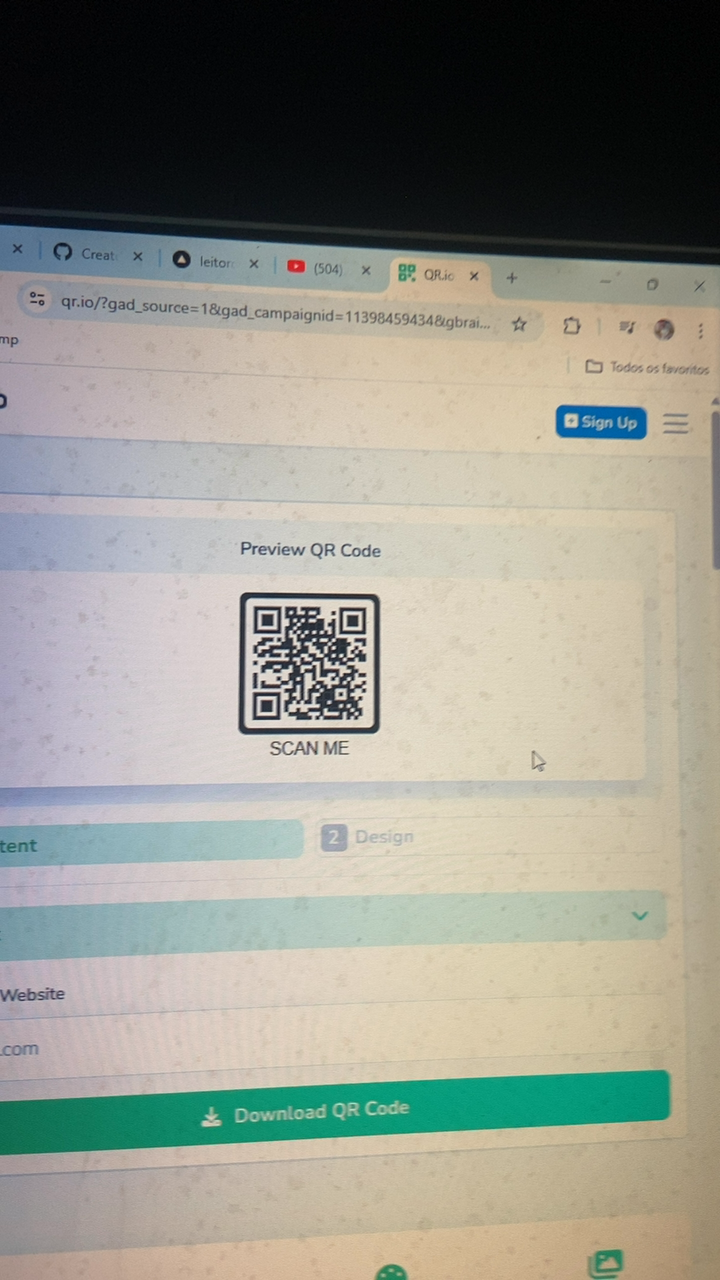 Creat
leitor
(504)
QR.io
qr.io/?gad_source=1&gad_campaignid=11398459434&gbrai...
mp
Todos os favoritos
Sign Up
Preview QR Code
SCAN ME
tent
2 Design
Website
.com
Download QR Code